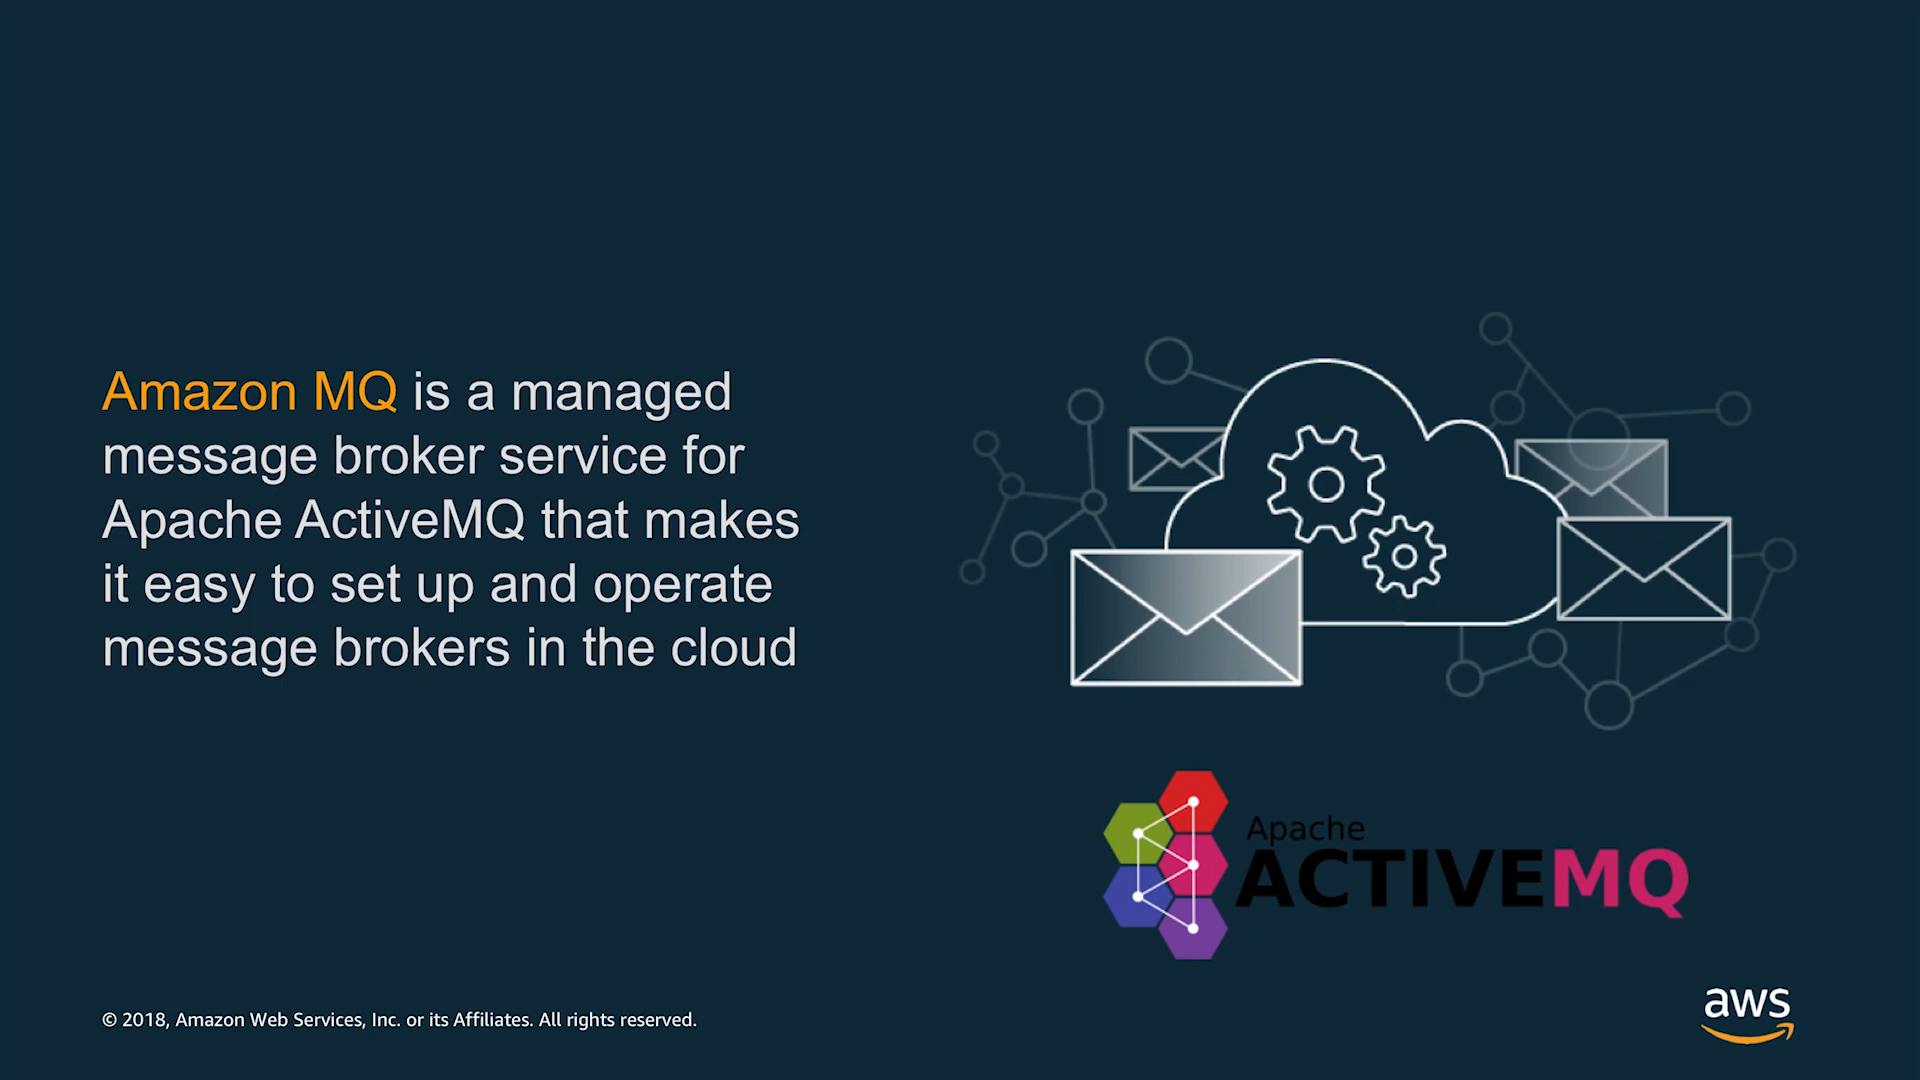 Amazon MQ is a managed
message broker service for
Apache ActiveMQ that makes
it easy to set up and operate
message brokers in the cloud
Apache
ACTIVEMQ
© 2018, Amazon Web Services, Inc. or its Affiliates. All rights reserved.
aws